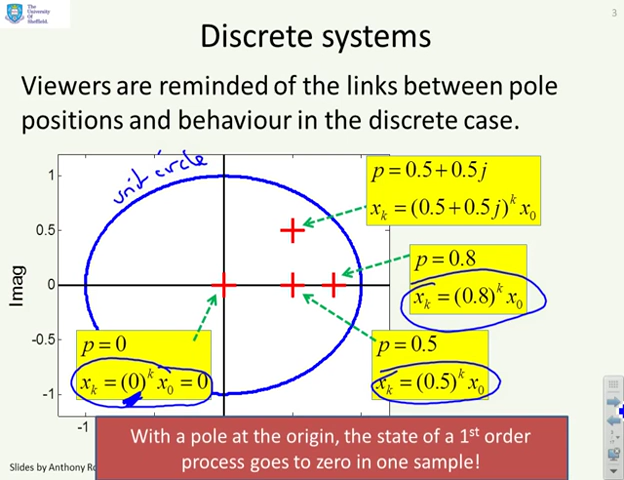 The
University
Of
Sheffield.
3
Discrete systems
Viewers are reminded of the links between pole
positions and behaviour in the discrete case.
unit circle
1
0.5
0
-0.5
-1
-1
Imag
p = 0.5 + 0.5 j
x_k = (0.5 + 0.5 j)^k x_0
p = 0.8
x_k = (0.8)^k x_0
p = 0
x_k = (0)^k x_0 = 0
p = 0.5
x_k = (0.5)^k x_0
With a pole at the origin, the state of a 1st order
process goes to zero in one sample!
Slides by Anthony